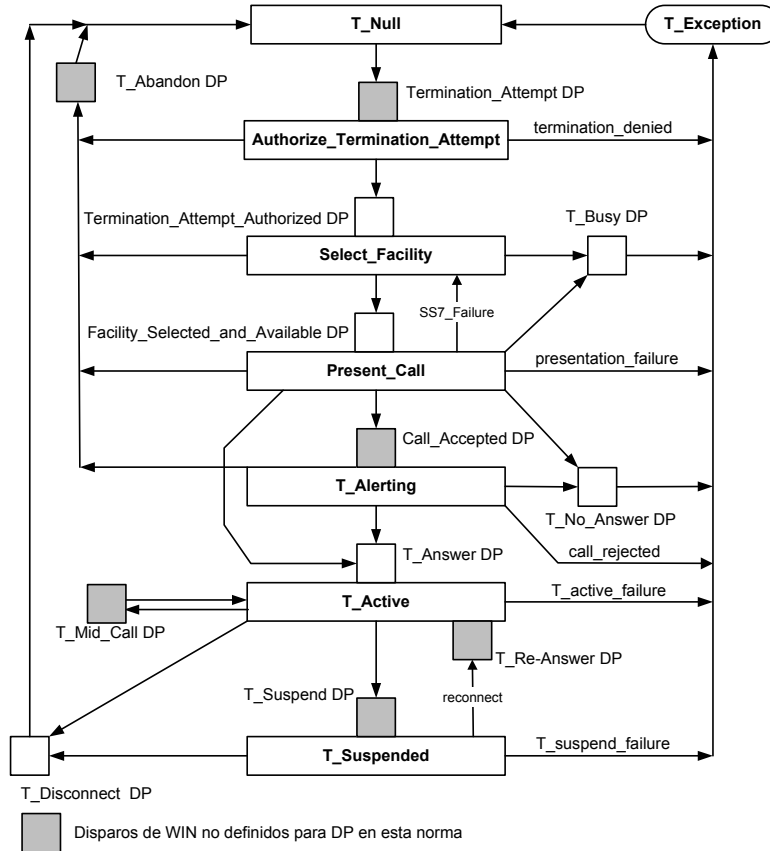 T_Null
T_Exception
T_Abandon DP
Termination_Attempt DP
Authorize_Termination_Attempt
termination_denied
Termination_Attempt_Authorized DP
T_Busy DP
Select_Facility
SS7_Failure
Facility_Selected_and_Available DP
Present_Call
presentation_failure
Call_Accepted DP
T_Alerting
T_No_Answer DP
call_rejected
T_Answer DP
T_Active
T_active_failure
T_Mid_Call DP
T_Re-Answer DP
T_Suspend DP
reconnect
T_Suspended
T_suspend_failure
T_Disconnect DP
Disparos de WIN no definidos para DP en esta norma